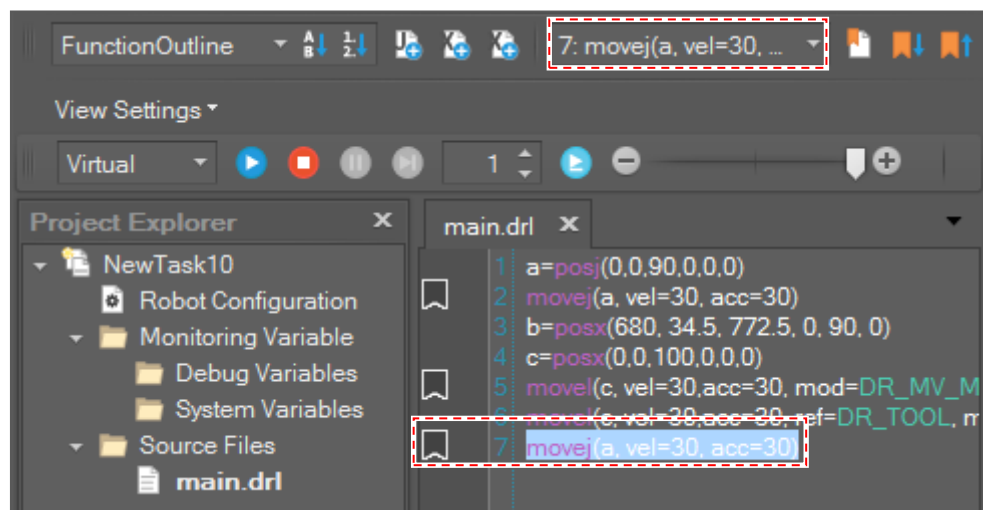 FunctionOutline
7: movej(a, vel=30, ...
View Settings
Virtual
1
Project Explorer
NewTask10
Robot Configuration
Monitoring Variable
Debug Variables
System Variables
Source Files
main.drl
main.drl
1 a=posj(0,0,90,0,0,0)
2 movej(a, vel=30, acc=30)
3 b=posx(680, 34.5, 772.5, 0, 90, 0)
4 c=posx(0,0,100,0,0,0)
5 movel(c, vel=30,acc=30, mod=DR_MV_M
6 movel(c, vel=30,acc=30, ref=DR_TOOL, m
7 movej(a, vel=30, acc=30)